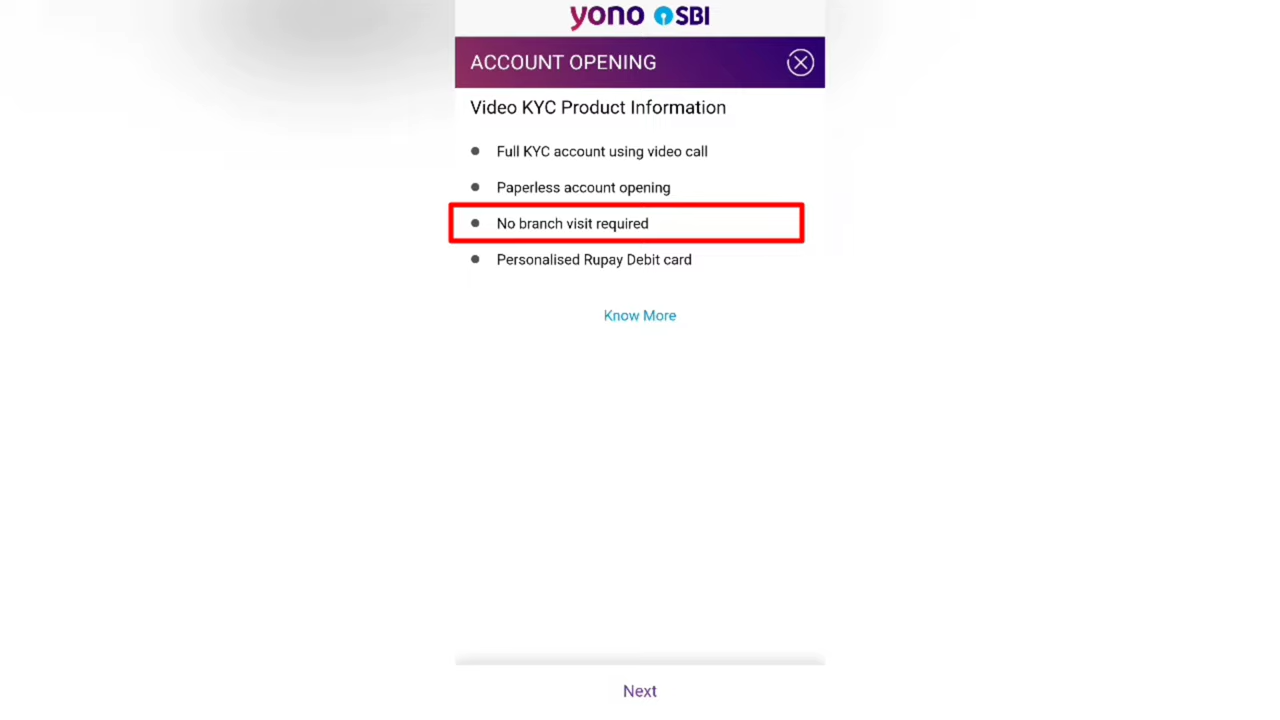 yono SBI
ACCOUNT OPENING
Video KYC Product Information
Full KYC account using video call
Paperless account opening
No branch visit required
Personalised Rupay Debit card
Know More
Next